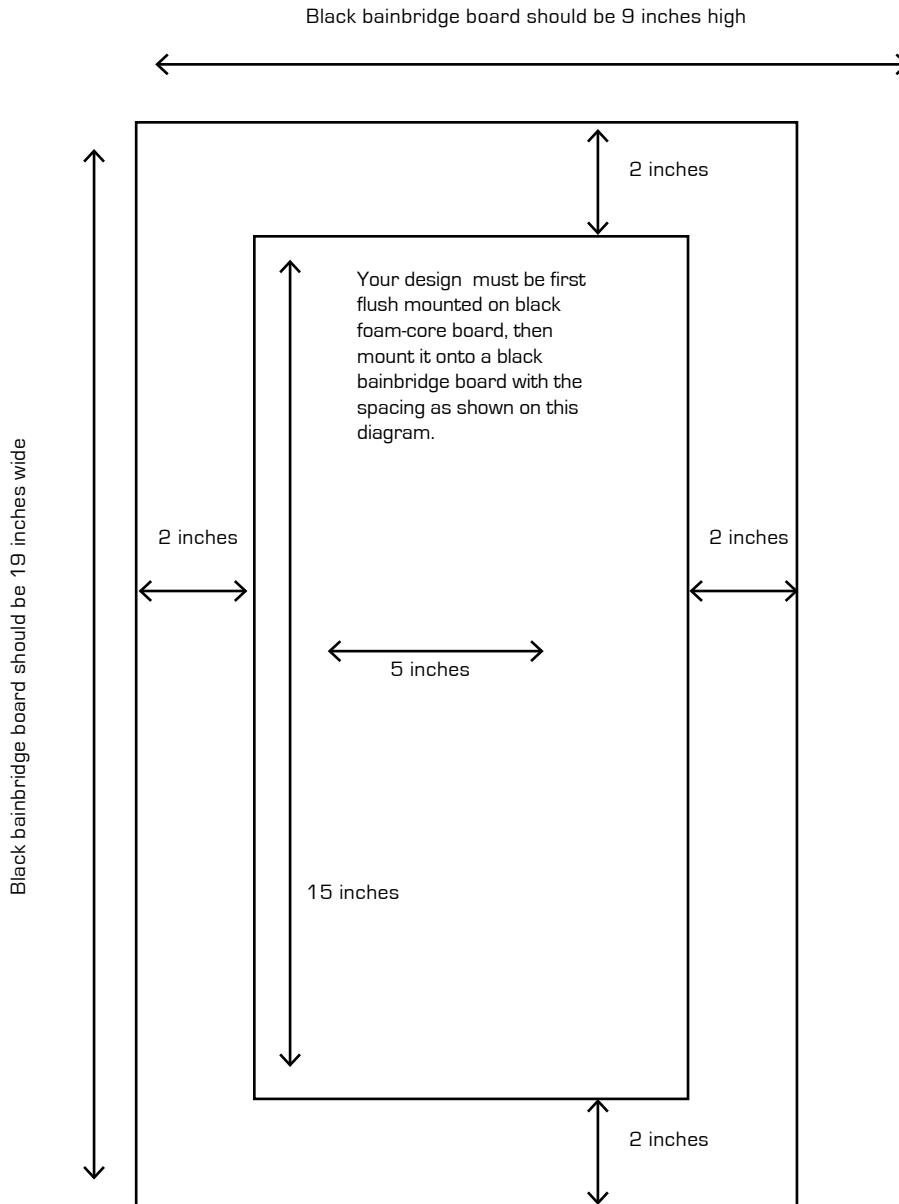 Black bainbridge board should be 9 inches high
2 inches
Your design must be first
flush mounted on black
foam-core board, then
mount it onto a black
bainbridge board with the
spacing as shown on this
diagram.
Black bainbridge board should be 19 inches wide
2 inches
2 inches
5 inches
15 inches
2 inches